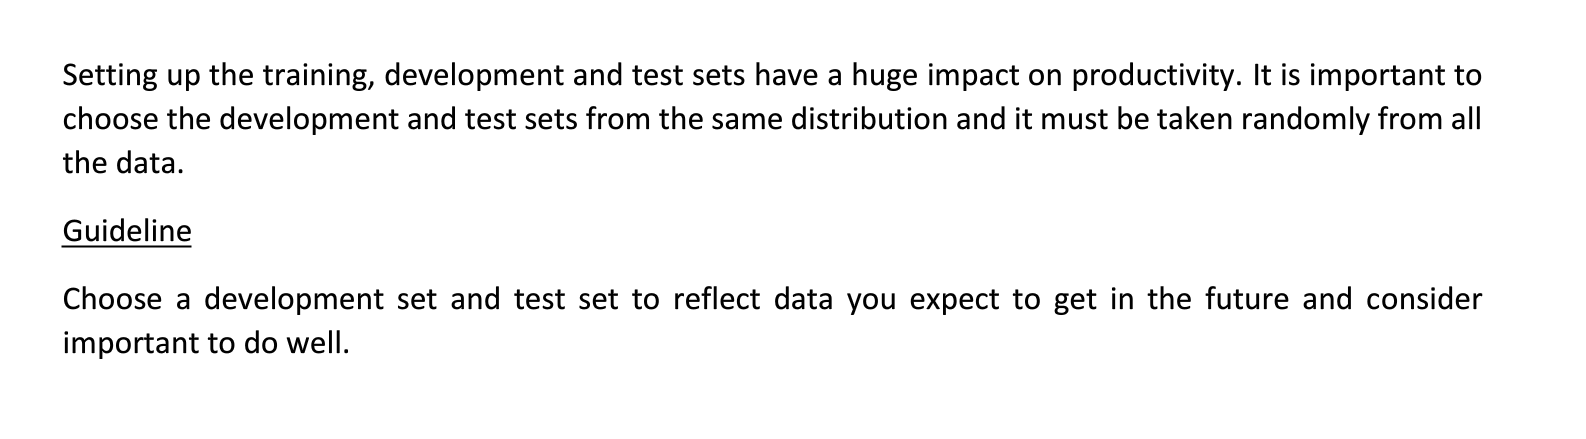 Setting up the training, development and test sets have a huge impact on productivity. It is important to
choose the development and test sets from the same distribution and it must be taken randomly from all
the data.
Guideline
Choose a development set and test set to reflect data you expect to get in the future and consider
important to do well.